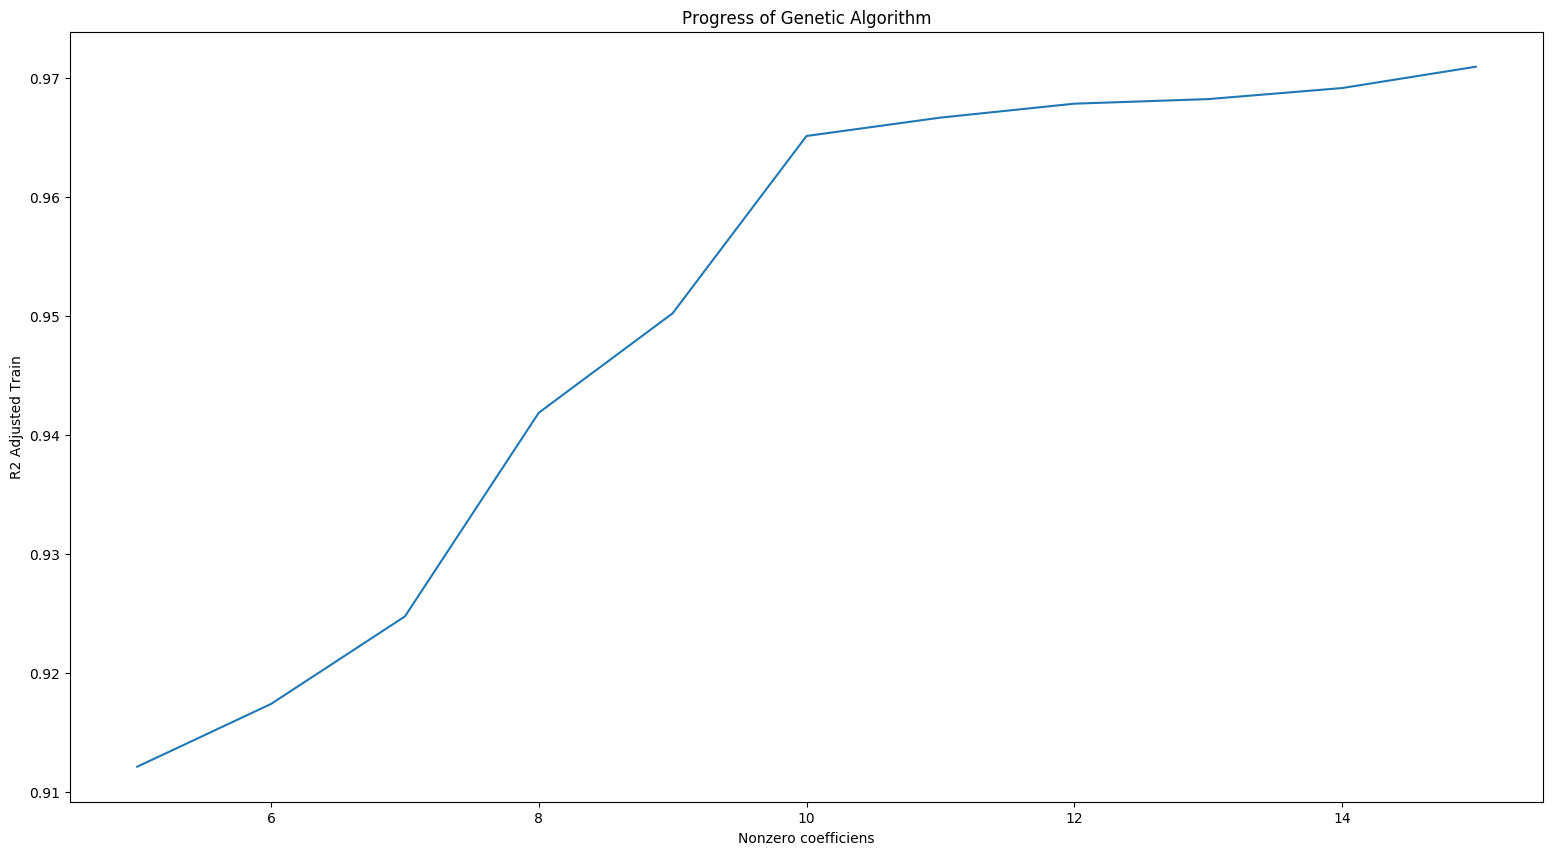 Progress of Genetic Algorithm
0.97
0.96
0.95
0.94
0.93
0.92
0.91
R2 Adjusted Train
6 8 10 12 14
Nonzero coefficiens